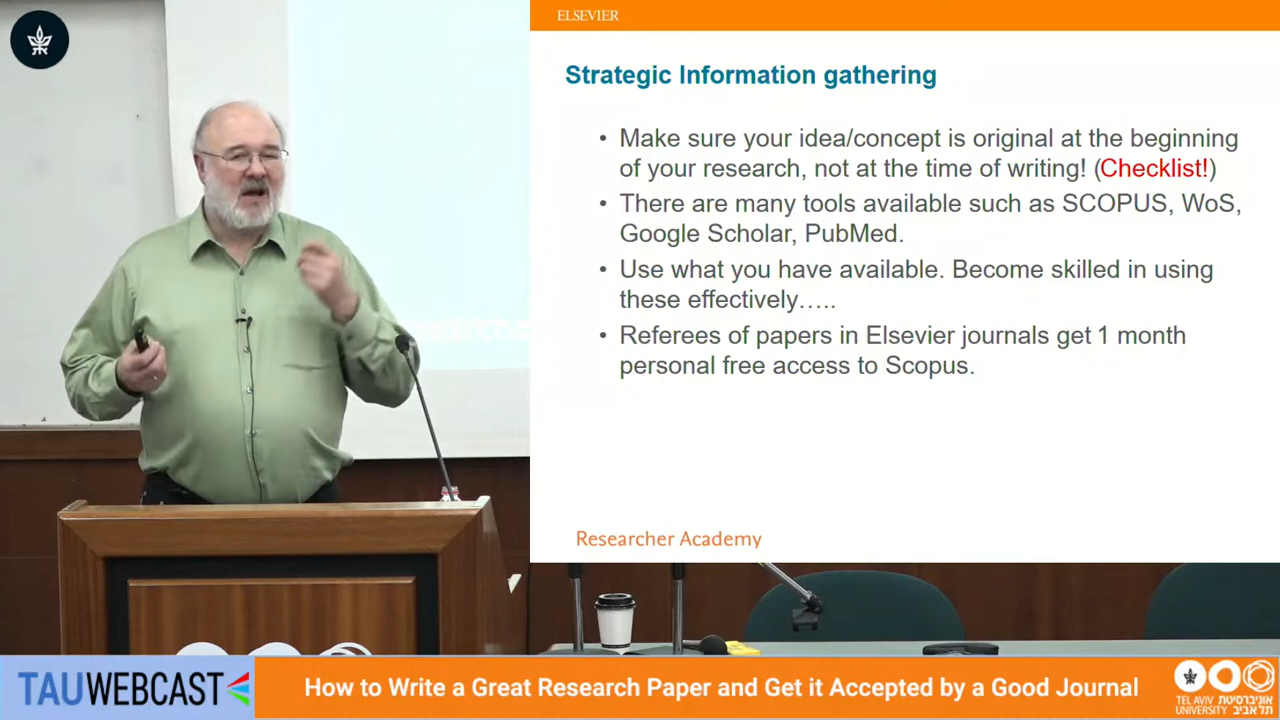 ELSEVIER
Strategic Information gathering
• Make sure your idea/concept is original at the beginning
of your research, not at the time of writing! (Checklist!)
• There are many tools available such as SCOPUS, WoS,
Google Scholar, PubMed.
• Use what you have available. Become skilled in using
these effectively…..
• Referees of papers in Elsevier journals get 1 month
personal free access to Scopus.
Researcher Academy
TAUWEBCAST
How to Write a Great Research Paper and Get it Accepted by a Good Journal
TEL AVIV אוניברסיטת
UNIVERSITY תל אביב